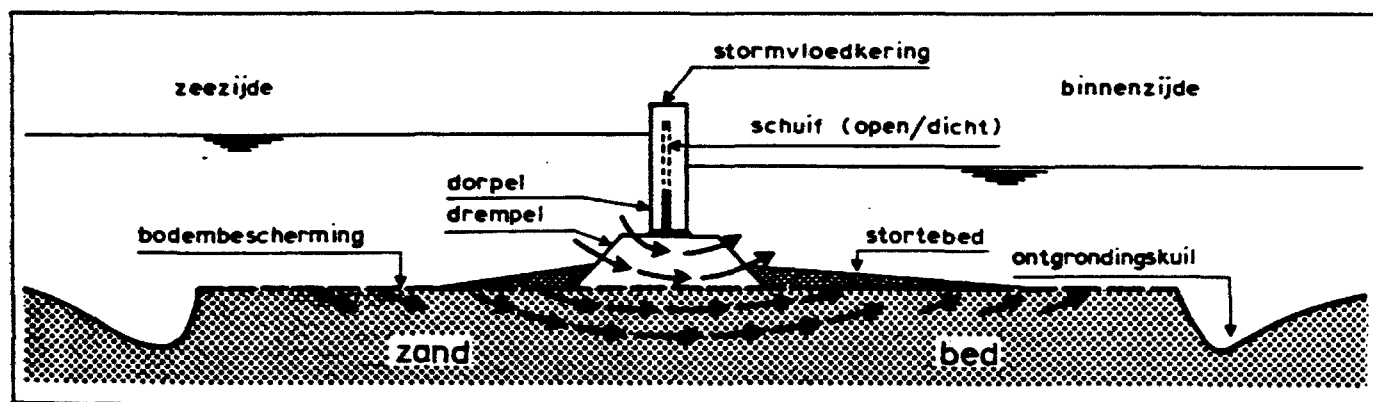 stormvloedkering
zeezijde
binnenzijde
schuif (open/dicht)
dorpel
drempel
bodembescherming
stortebed
ontgrondingskuil
zand
bed